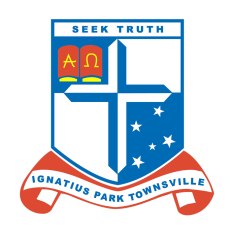 SEEK TRUTH
Α Ω
IGNATIUS PARK TOWNSVILLE